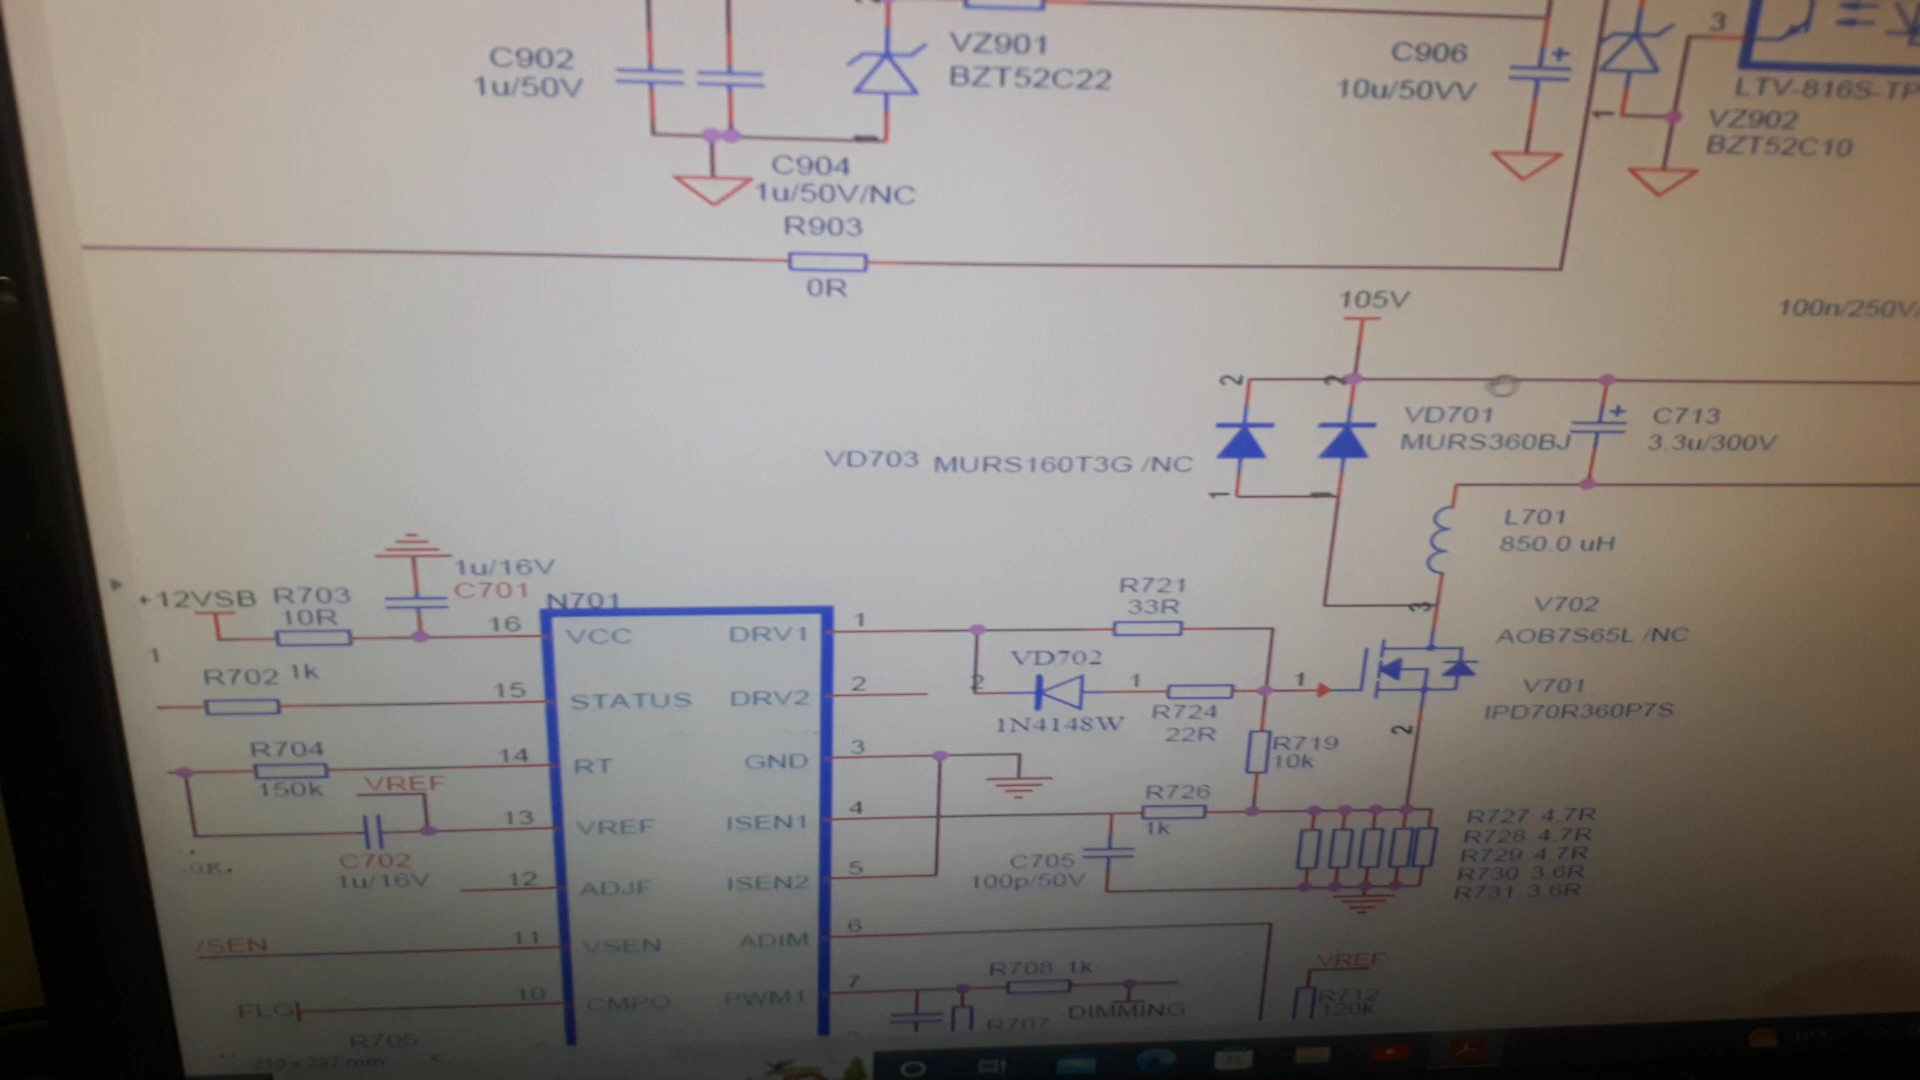 C902
1u/50V
VZ901
BZT52C22
C906
10u/50VV
+
3
LTV-816S-TP
1
VZ902
BZT52C10
1
C904
1u/50V/NC
R903
0R
105V
100n/250V/
2
2
VD701
MURS360BJ
+
C713
3.3u/300V
VD703
MURS160T3G /NC
1
1
L701
850.0 uH
1u/16V
C701
+12VSB
R703
10R
N701
16
VCC
DRV1
1
R721
33R
3
V702
AOB7S65L /NC
1
R702
1k
15
STATUS
DRV2
2
VD702
2
1
1N4148W
R724
22R
1
V701
IPD70R360P7S
2
R704
150k
14
RT
GND
3
R719
10k
VREF
13
VREF
ISEN1
4
R726
1k
R727 4.7R
R728 4.7R
R729 4.7R
R730 3.6R
R731 3.6R
C702
1u/16V
0K.
12
ADJF
ISEN2
5
C705
100p/50V
/SEN
11
VSEN
ADIM
6
FLG
10
CMPO
PWM1
7
R708 1k
DIMMING
VREF
R712
120k
R705
R707
210 × 297 mm